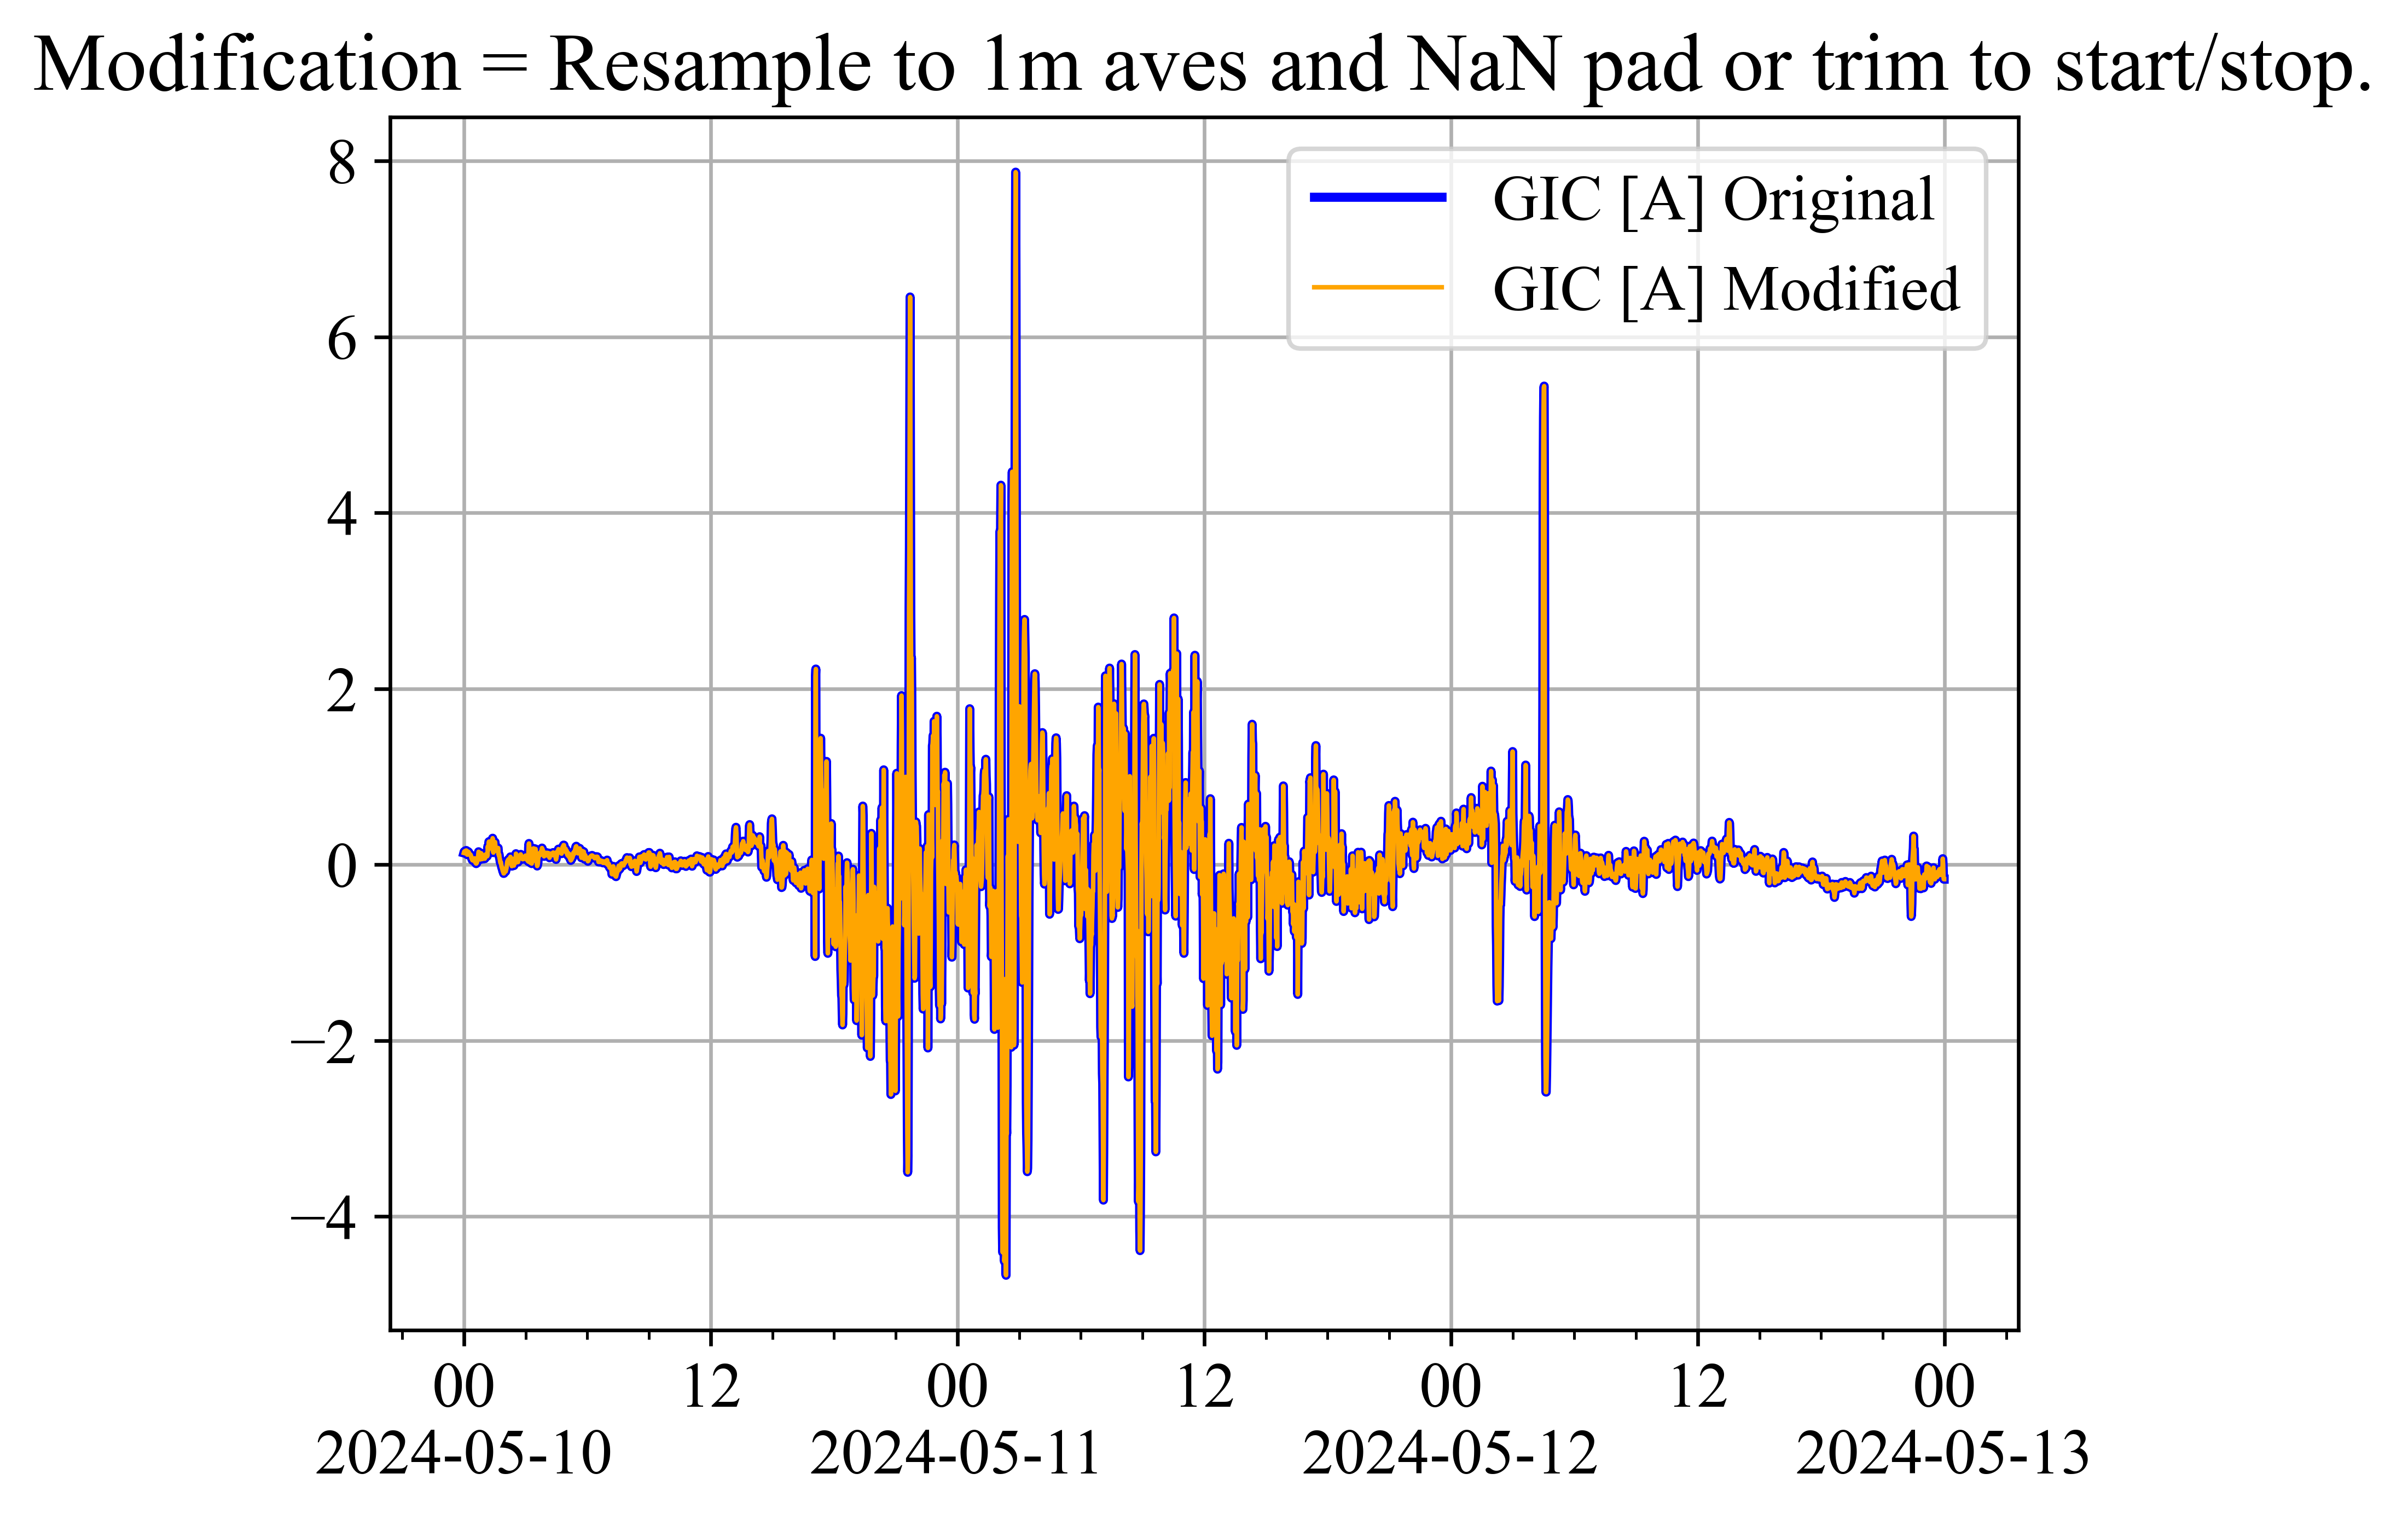 Modification = Resample to 1m aves and NaN pad or trim to start/stop.
GIC [A] Original
GIC [A] Modified
8
6
4
2
0
−2
−4
00 12 00 12 00 12 00
2024-05-10 2024-05-11 2024-05-12 2024-05-13